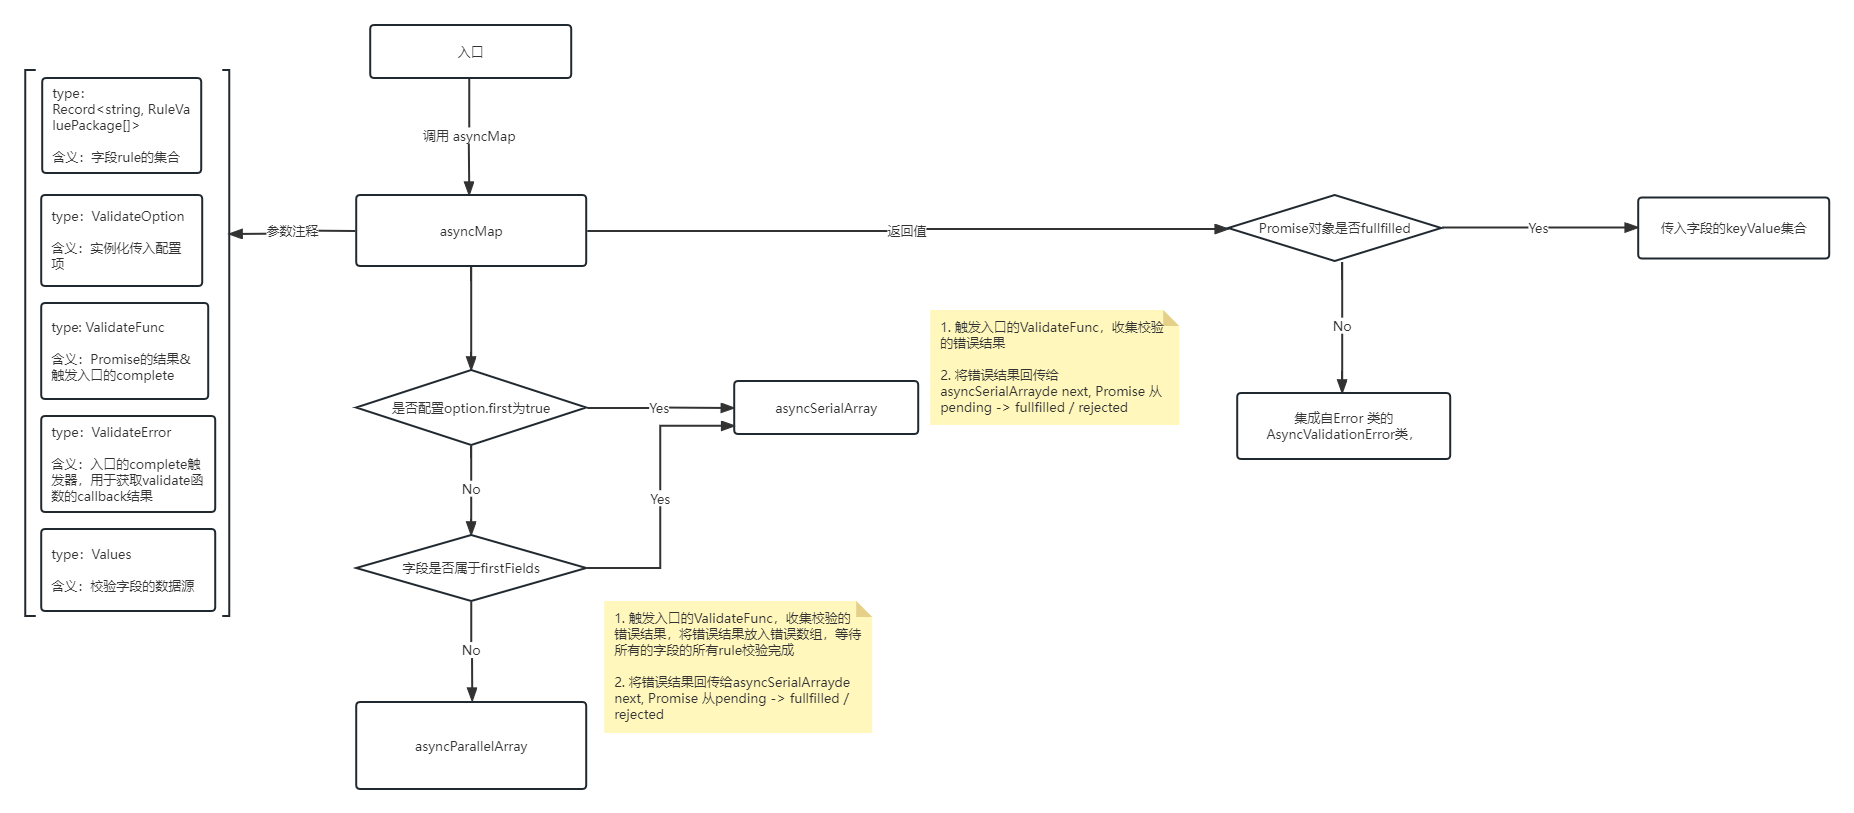 入口
调用 asyncMap
type：
Record<string, RuleVa
luePackage[]>
含义：字段rule的集合
type：ValidateOption
含义：实例化传入配置
项
type: ValidateFunc
含义：Promise的结果&
触发入口的complete
type：ValidateError
含义：入口的complete触
发器，用于获取validate函
数的callback结果
type：Values
含义：校验字段的数据源
参数注释
asyncMap
返回值
Promise对象是否fullfilled
Yes
传入字段的keyValue集合
No
集成自Error 类的
AsyncValidationError类，
是否配置option.first为true
Yes
asyncSerialArray
1. 触发入口的ValidateFunc，收集校验
的错误结果
2. 将错误结果回传给
asyncSerialArrayde next, Promise 从
pending -> fullfilled / rejected
No
Yes
字段是否属于firstFields
No
1. 触发入口的ValidateFunc，收集校验的
错误结果，将错误结果放入错误数组，等待
所有的字段的所有rule校验完成
2. 将错误结果回传给asyncSerialArrayde
next, Promise 从pending -> fullfilled /
rejected
asyncParallelArray